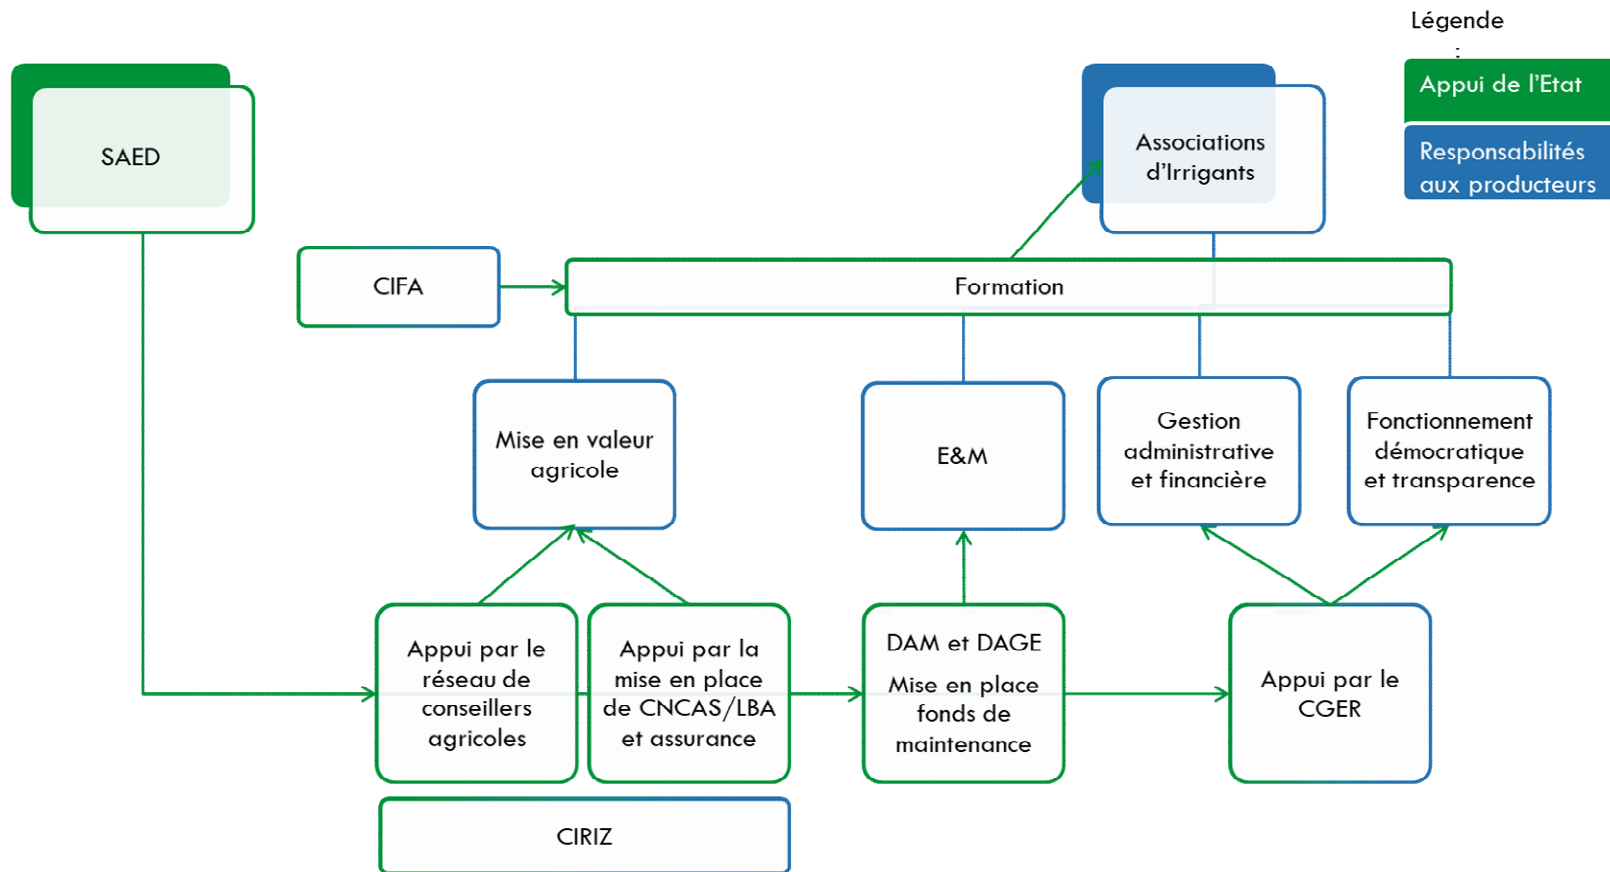 Légende
:
Appui de l'Etat
Responsabilités
aux producteurs
SAED
Associations
d'Irrigants
CIFA
Formation
Mise en valeur
agricole
E&M
Gestion
administrative
et financière
Fonctionnement
démocratique
et transparence
Appui par le
réseau de
conseillers
agricoles
Appui par la
mise en place
de CNCAS/LBA
et assurance
DAM et DAGE
Mise en place
fonds de
maintenance
Appui par le
CGER
CIRIZ